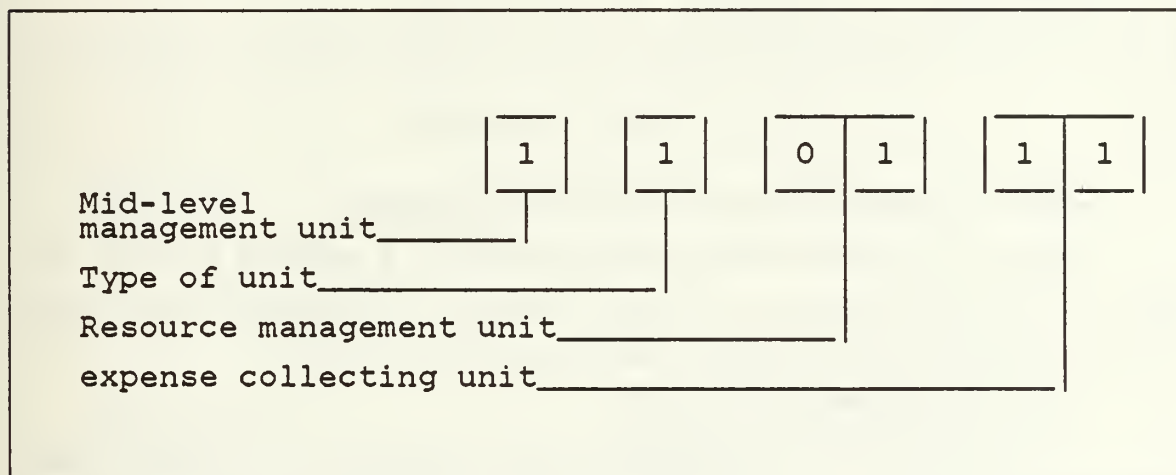 1 1 0 1 1 1
Mid-level
management unit
Type of unit
Resource management unit
expense collecting unit